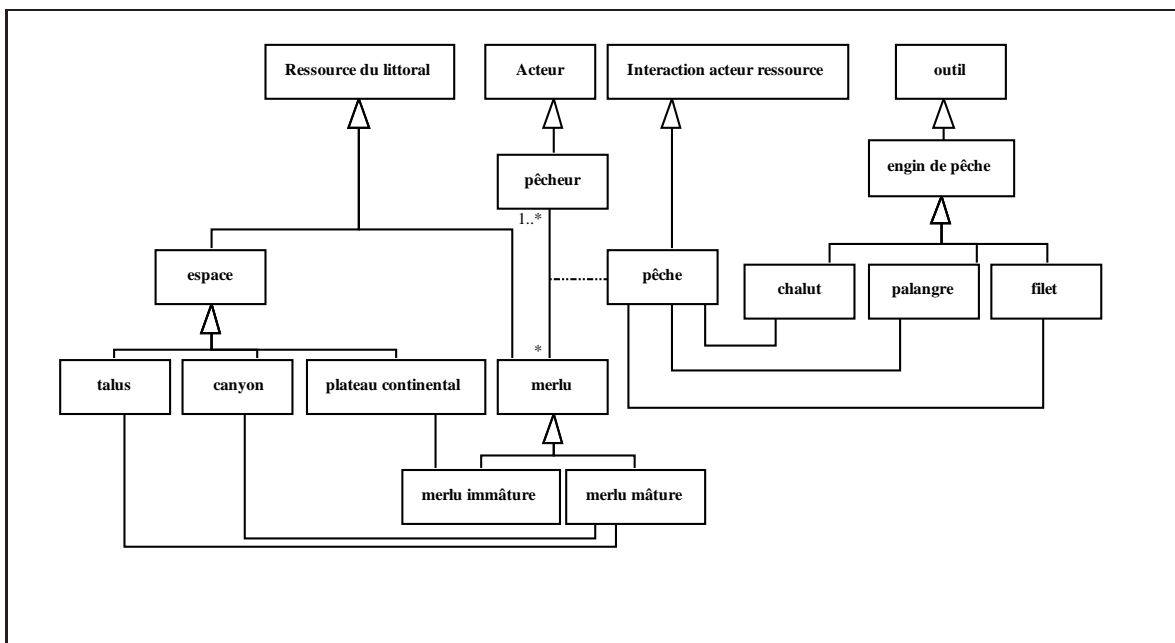 Ressource du littoral
Acteur
Interaction acteur ressource
outil
pêcheur
engin de pêche
1..*
espace
pêche
chalut
palangre
filet
*
talus
canyon
plateau continental
merlu
merlu immâture
merlu mâture